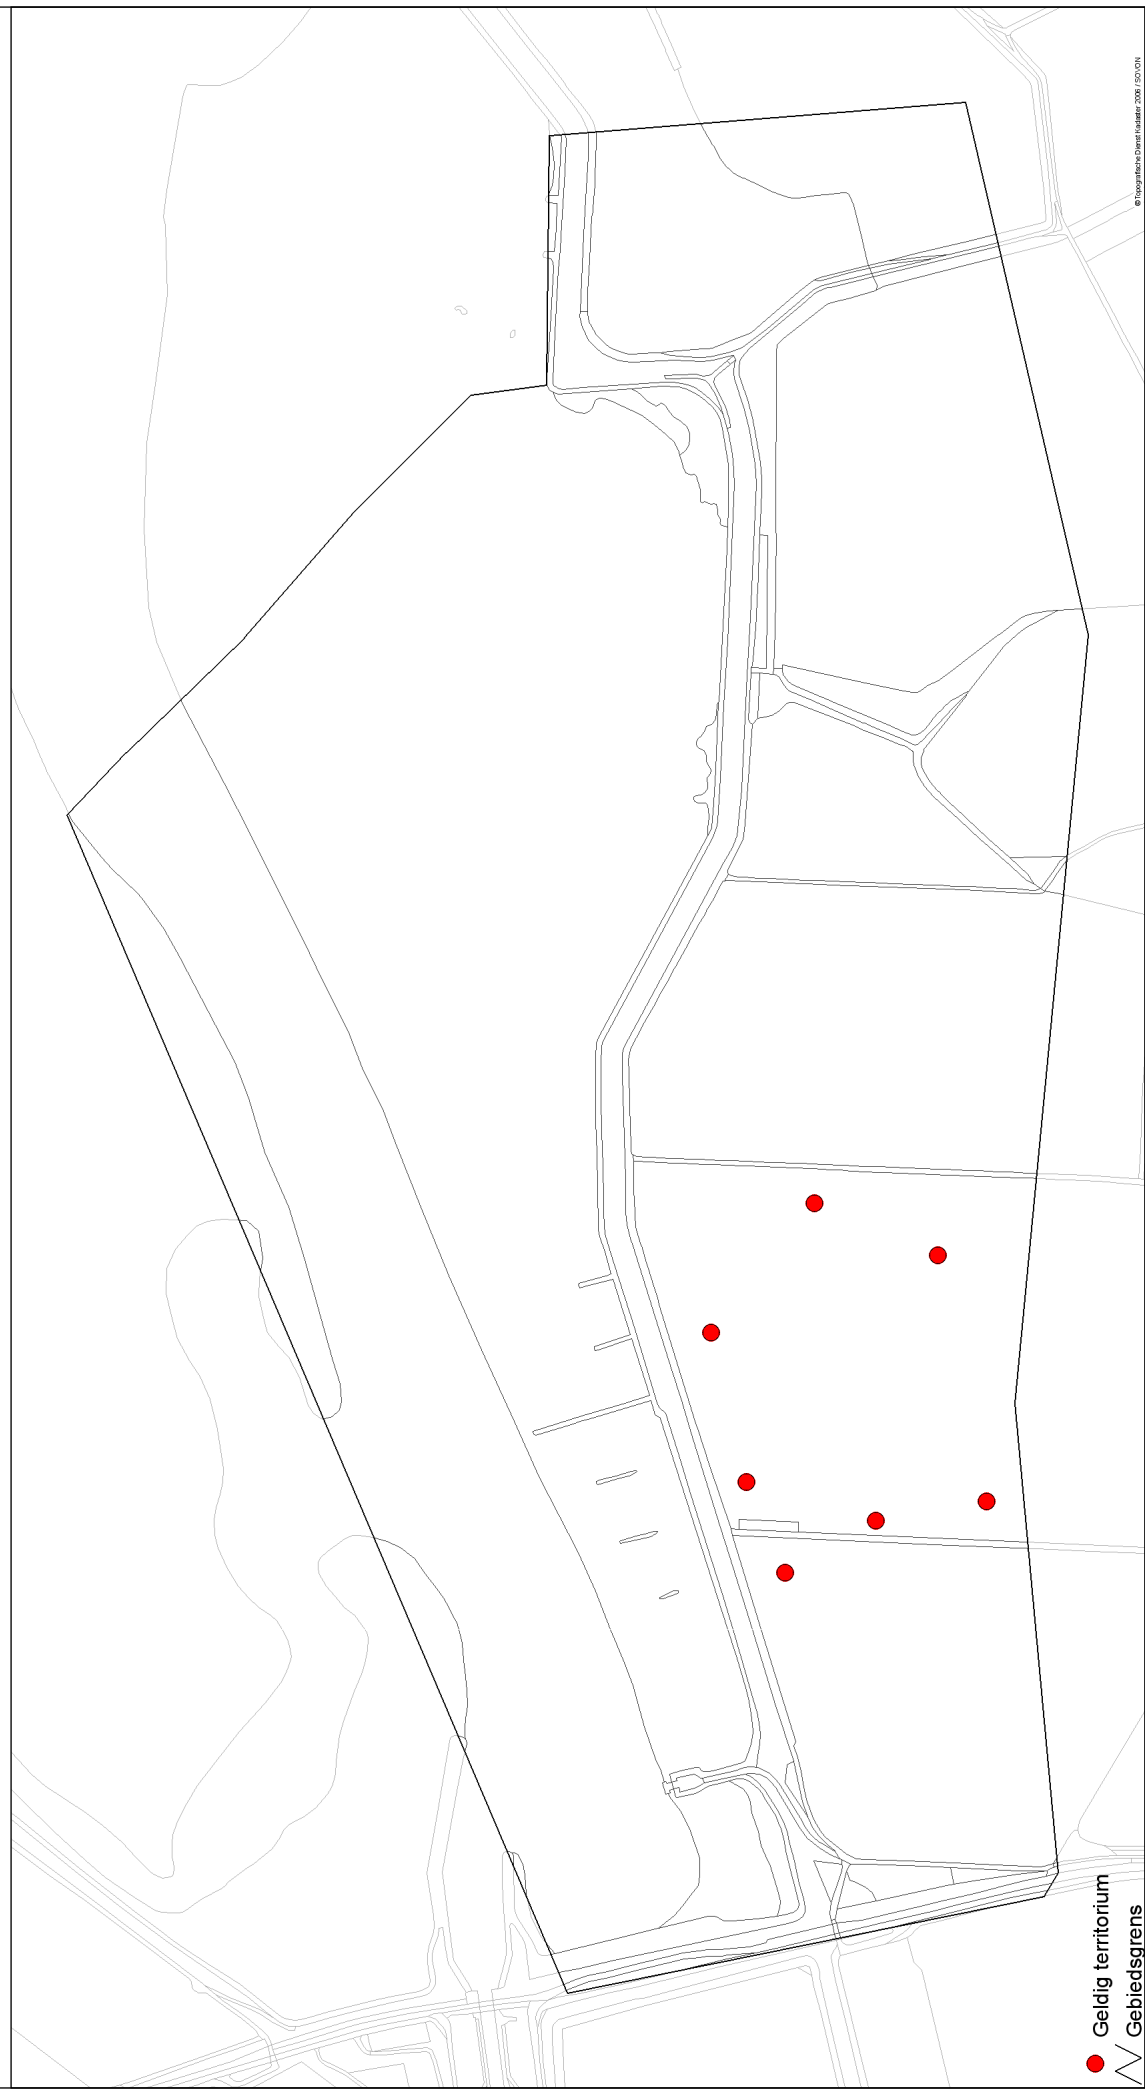 © Topografische Dienst Kadaster 2006 / SOVON
Geldig territorium
Gebiedsgrens